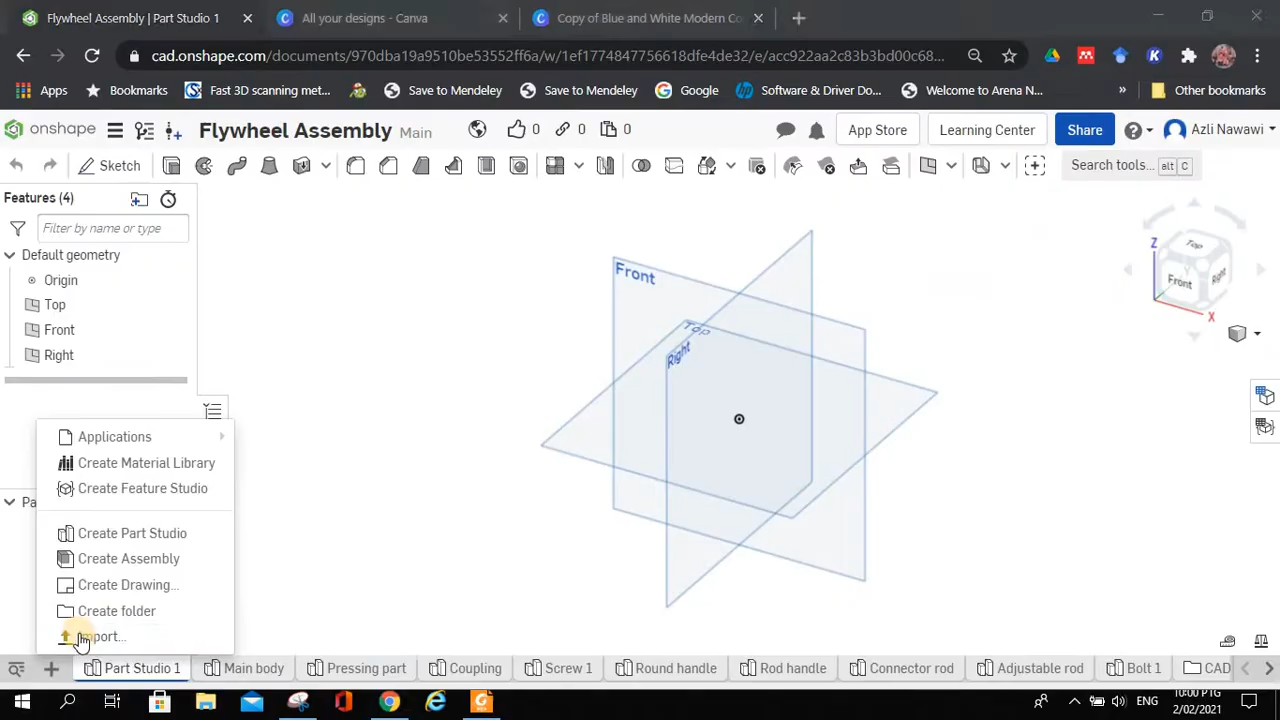 Flywheel Assembly | Part Studio 1
All your designs - Canva
Copy of Blue and White Modern Co
cad.onshape.com/documents/970dba19a9510be53552ff6a/w/1ef1774847756618d4fde4de32/e/acc922aa2c83b3bd63c68...
Apps
Bookmarks
Fast 3D scanning met...
Save to Mendeley
Save to Mendeley
Google
Software & Driver Do...
Welcome to Arena N...
»
Other bookmarks
onshape
Flywheel Assembly Main
0
0
0
App Store
Learning Center
Share
Azli Nawawi
Sketch
Search tools... alt C
Features (4)
Filter by name or type
Default geometry
Origin
Top
Front
Right
Front
Top
Right
Top
Front
Right
Z
Y
X
Applications
Create Material Library
Create Feature Studio
Pa
Create Part Studio
Create Assembly
Create Drawing...
Create folder
Part Studio 1
Main body
Pressing part
Coupling
Screw 1
Round handle
Rod handle
Connector rod
Adjustable rod
Bolt 1
CAD
ENG
10:00 PTG
2/02/2021